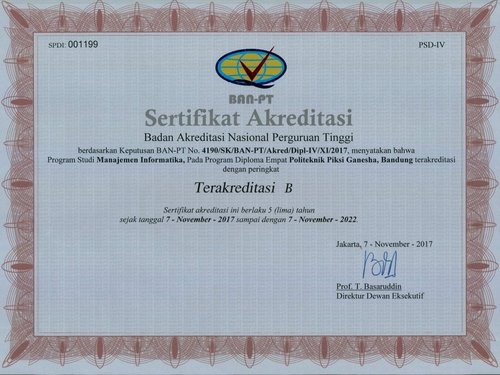 SPDI: 001199
PSD-IV
BAN-PT
Sertifikat Akreditasi
Badan Akreditasi Nasional Perguruan Tinggi
berdasarkan Keputusan BAN-PT No. 4190/SK/BAN-PT/Akred/Dipl-IV/XI/2017, menyatakan bahwa
Program Studi Manajemen Informatika, Pada Program Diploma Empat Politeknik Piksi Ganesha, Bandung terakreditasi
dengan peringkat
Terakreditasi B
Sertifikat akreditasi ini berlaku 5 (lima) tahun
sejak tanggal 7 - November - 2017 sampai dengan 7 - November - 2022.
Jakarta, 7 - November - 2017
Prof. T. Basaruddin
Direktur Dewan Eksekutif